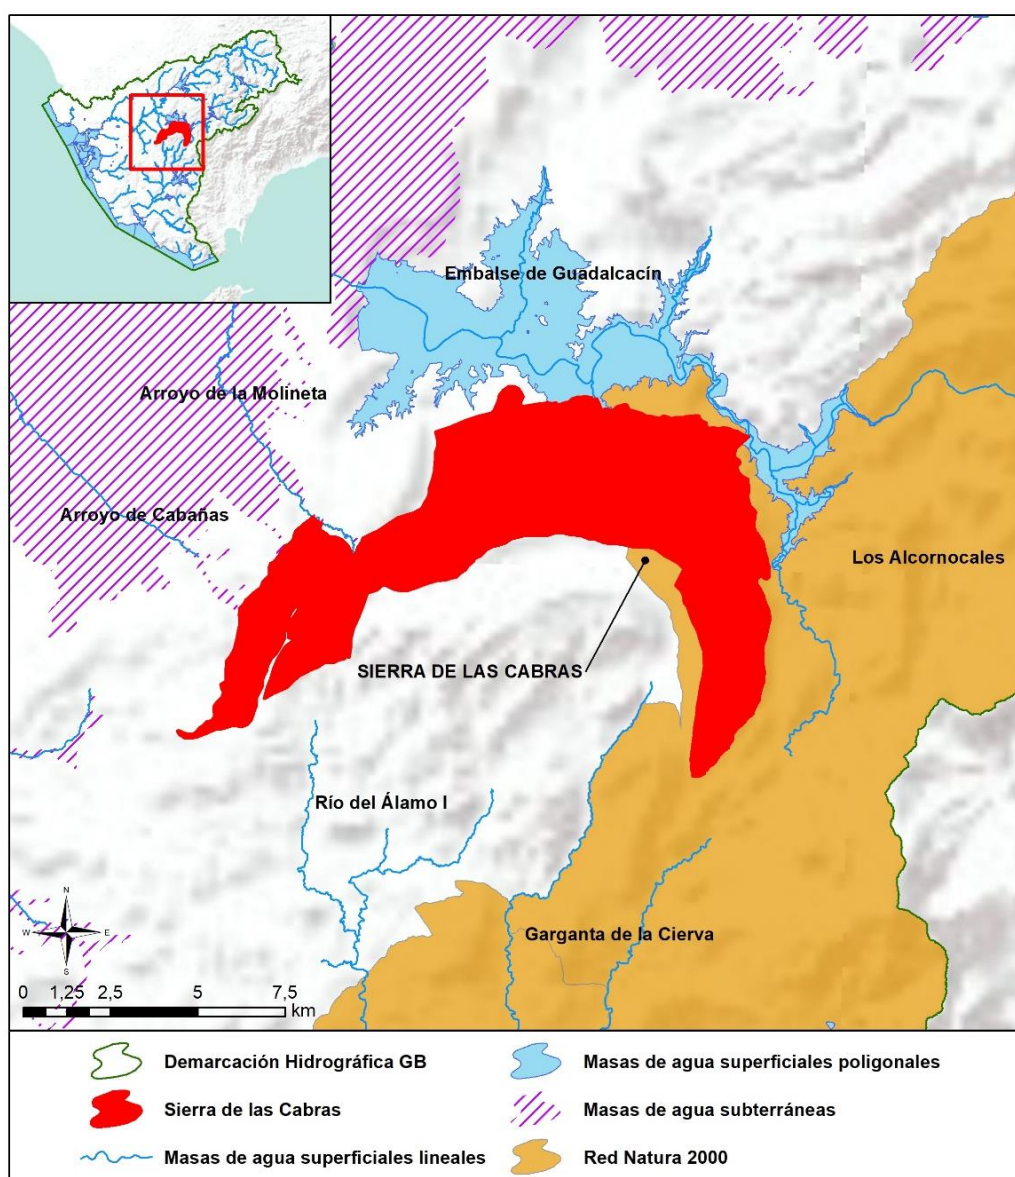 Embalse de Guadalcacín
Arroyo de la Molineta
Arroyo de Cabañas
Los Alcornocales
SIERRA DE LAS CABRAS
Río del Álamo I
Garganta de la Cierva
N
W E
S
0 1,25 2,5 5 7,5
km
Demarcación Hidrográfica GB
Masas de agua superficiales poligonales
Sierra de las Cabras
Masas de agua subterráneas
Masas de agua superficiales lineales
Red Natura 2000